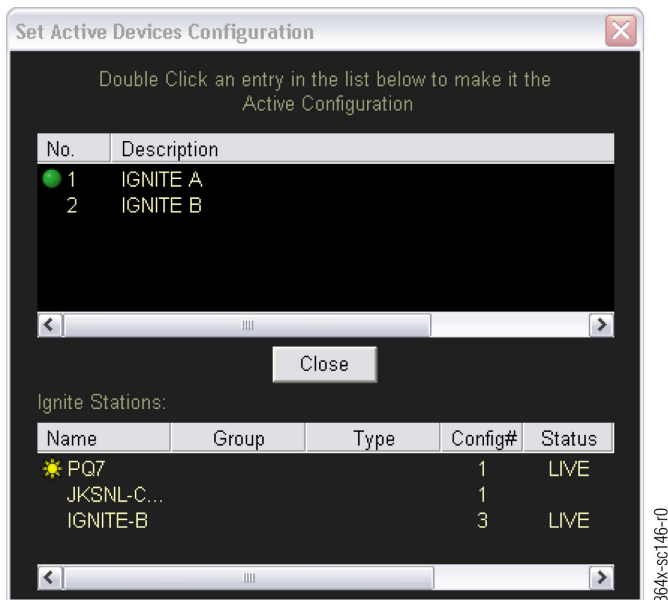 Set Active Devices Configuration
Double Click an entry in the list below to make it the
Active Configuration
No. Description
1 IGNITE A
2 IGNITE B
Close
Ignite Stations:
Name Group Type Config# Status
PQ7 1 LIVE
JKSNL-C... 1
IGNITE-B 3 LIVE
864x-sc146-r0